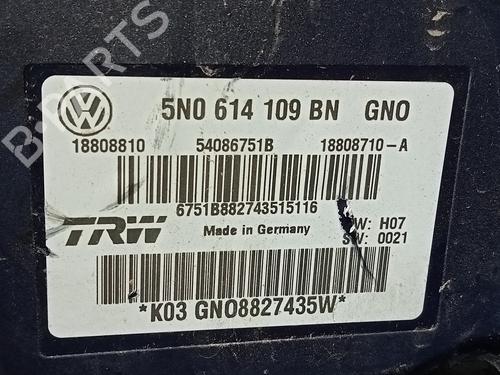 B-PARTS
5N0 614 109 BN GNO
18808810 54086751B 18808710-A
6751B882743515116
TRW Made in Germany HW: H07
SW: 0021
*K03 GNO8827435W*